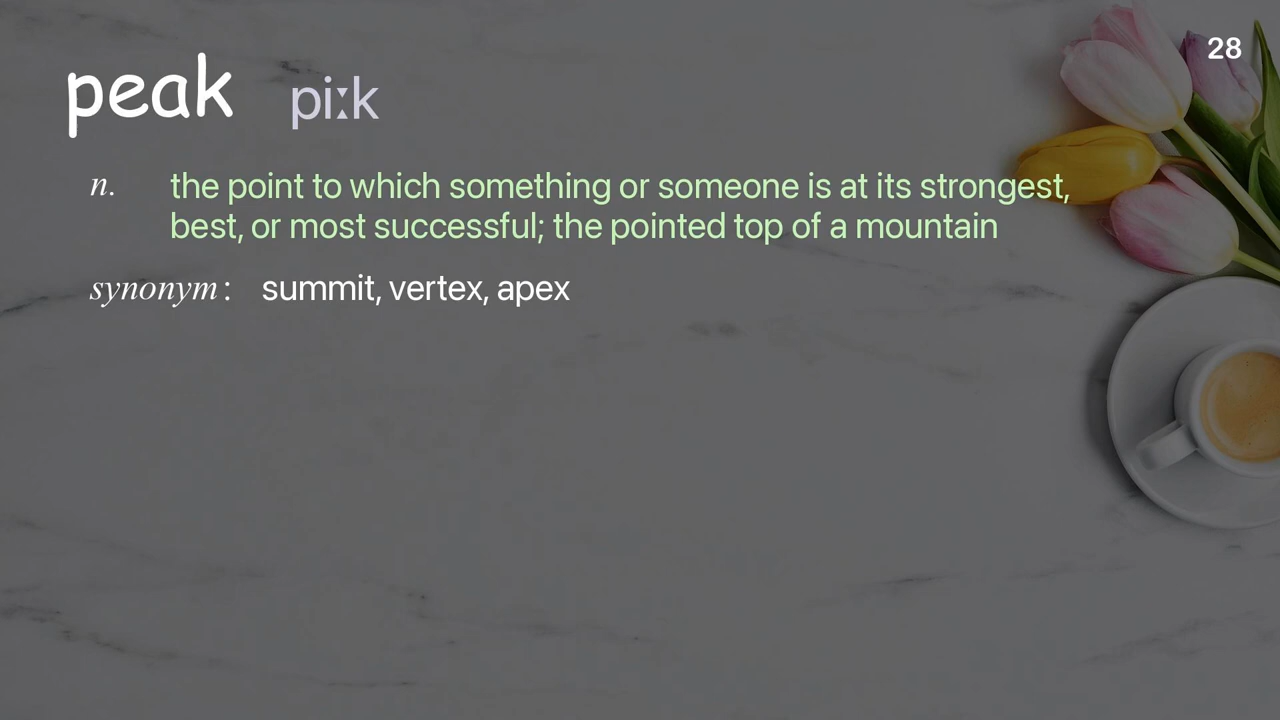 28
peak piːk
n. the point to which something or someone is at its strongest,
best, or most successful; the pointed top of a mountain
synonym : summit, vertex, apex